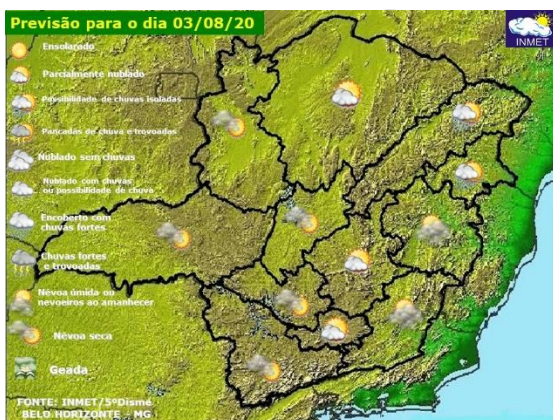 Previsão para o dia 03/08/20
INMET
Ensolarado
Parcialmente nublado
Possibilidade de chuvas isoladas
Pancadas de chuva e trovoadas
Nublado sem chuvas
Nublado com chuvas
ou possibilidade de chuva
Encoberto com
chuvas fortes
Chuvas fortes
e trovoadas
Névoa úmida ou
nevoeiros ao amanhecer
Névoa seca
Geada
FONTE: INMET/5ºDisme
BELO HORIZONTE - MG